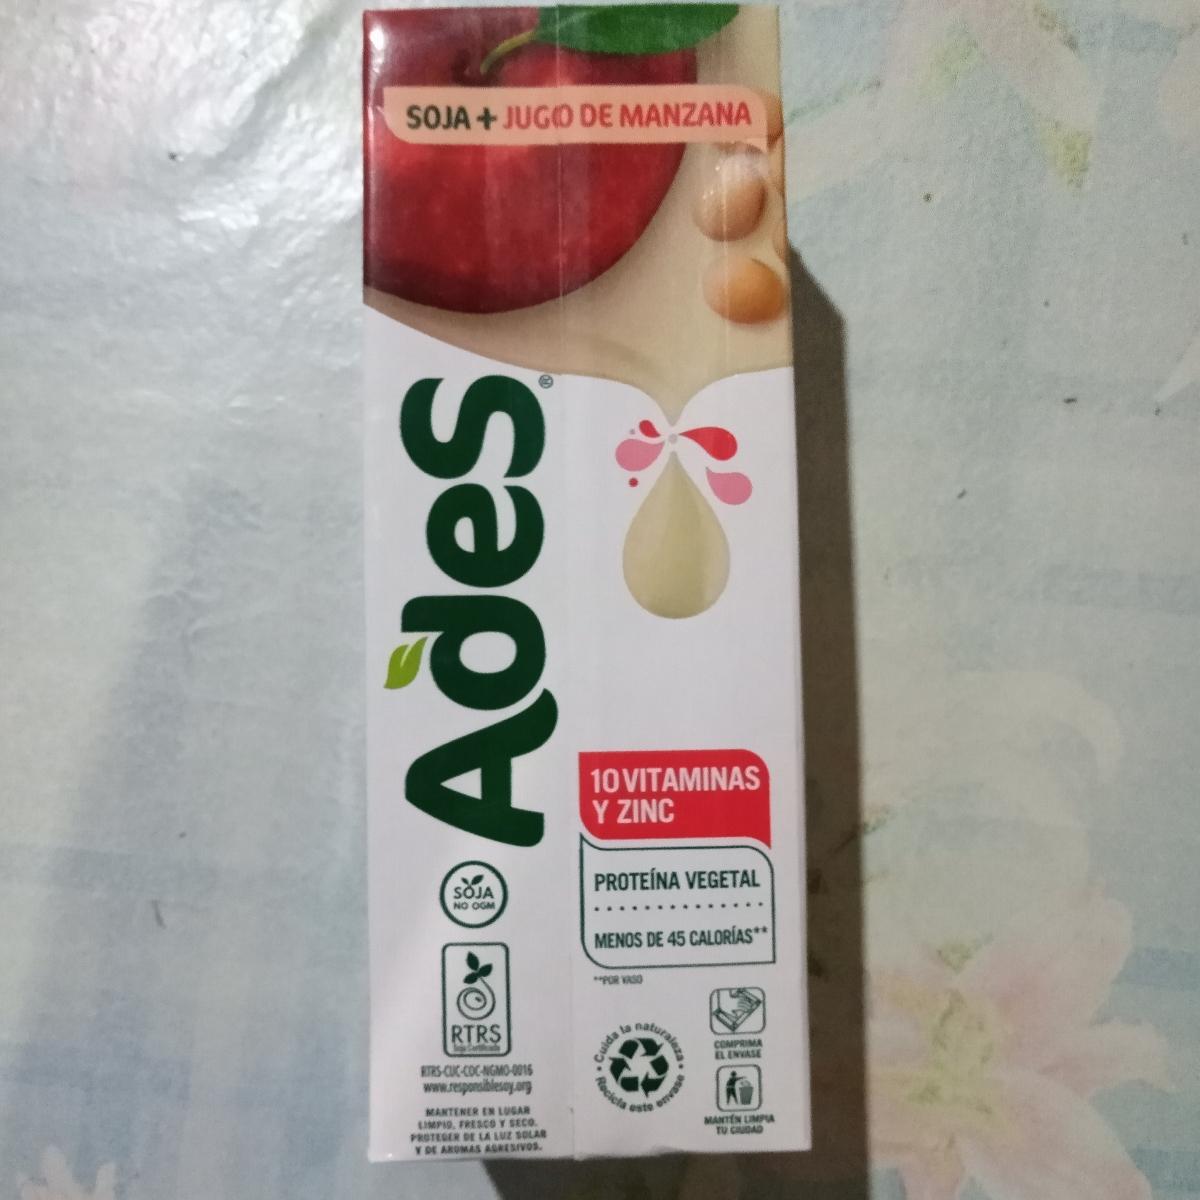 SOJA + JUGO DE MANZANA
AdeS®
10 VITAMINAS
Y ZINC
PROTEÍNA VEGETAL
MENOS DE 45 CALORÍAS**
**POR VASO
SOJA
NO OGM
RTRS
Soja Certificada
RTRS-CUC-COC-NGMO-0016
www.responsiblesoy.org
MANTENER EN LUGAR
LIMPIO, FRESCO Y SECO.
PROTEGER DE LA LUZ SOLAR
Y DE AROMAS AGRESIVOS.
Cuida la naturaleza
Recicla este envase
COMPRIMA
EL ENVASE
MANTÉN LIMPIA
TU CIUDAD